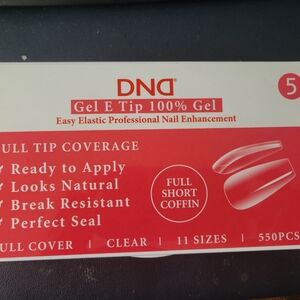 DND
5
Gel E Tip 100% Gel
Easy Elastic Professional Nail Enhancement
ULL TIP COVERAGE
Ready to Apply
Looks Natural
Break Resistant
Perfect Seal
FULL
SHORT
COFFIN
ULL COVER | CLEAR | 11 SIZES | 550PCS